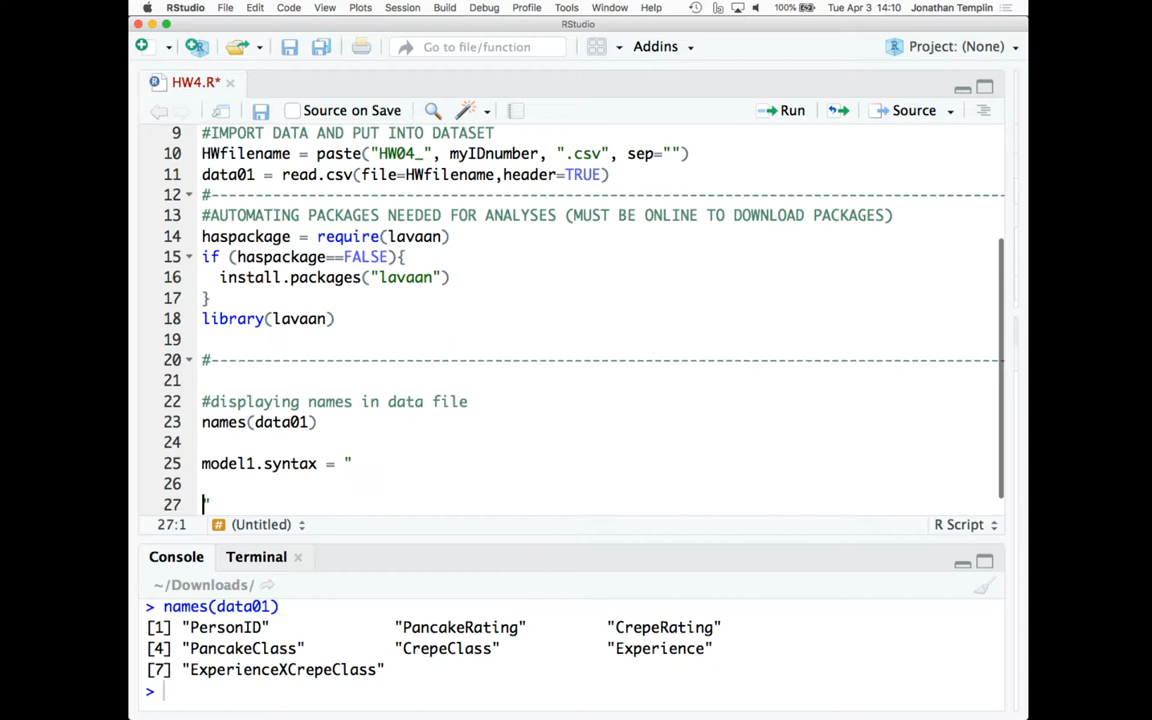 RStudio File Edit Code View Plots Session Build Debug Profile Tools Window Help 100% Tue Apr 3 14:10 Jonathan Templin
RStudio
Go to file/function Addins Project: (None)
HW4.R*
Source on Save Run Source
9 #IMPORT DATA AND PUT INTO DATASET
10 HWfilename = paste("HW04_", myIDnumber, ".csv", sep="")
11 data01 = read.csv(file=HWfilename,header=TRUE)
12 #------------------------------------------------------------------------------------------
13 #AUTOMATING PACKAGES NEEDED FOR ANALYSES (MUST BE ONLINE TO DOWNLOAD PACKAGES)
14 haspackage = require(lavaan)
15 if (haspackage==FALSE){
16 install.packages("lavaan")
17 }
18 library(lavaan)
19
20 #------------------------------------------------------------------------------------------
21
22 #displaying names in data file
23 names(data01)
24
25 model1.syntax = "
26
27 "
27:1 # (Untitled) R Script
Console Terminal
~/Downloads/
> names(data01)
[1] "PersonID" "PancakeRating" "CrepeRating"
[4] "PancakeClass" "CrepeClass" "Experience"
[7] "ExperienceXCrepeClass"
>